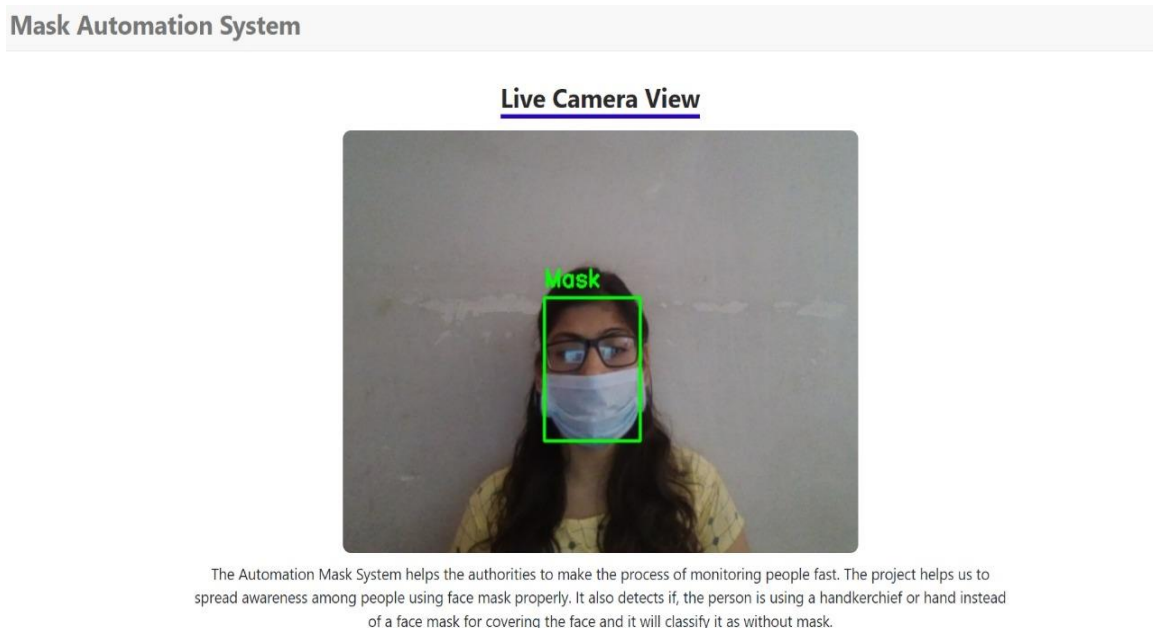 Mask Automation System
Live Camera View
Mask
The Automation Mask System helps the authorities to make the process of monitoring people fast. The project helps us to
spread awareness among people using face mask properly. It also detects if, the person is using a handkerchief or hand instead
of a face mask for covering the face and it will classify it as without mask.